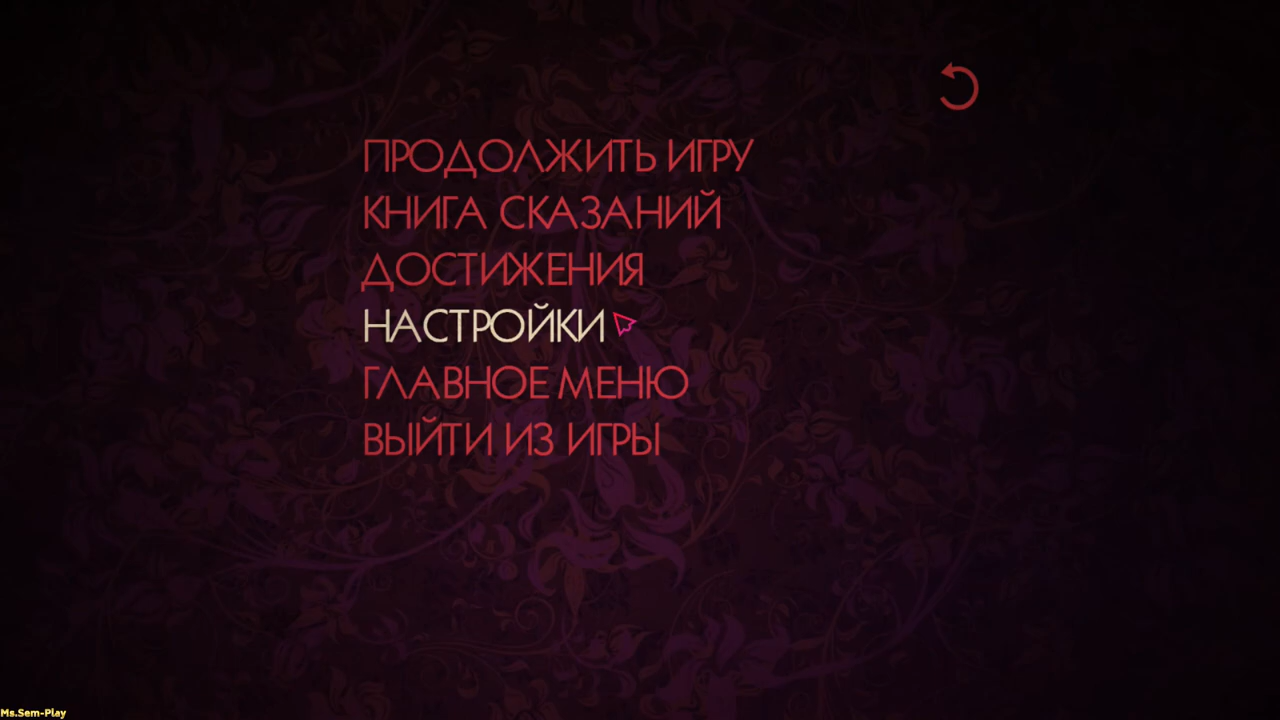 ПРОДОЛЖИТЬ ИГРУ
КНИГА СКАЗАНИЙ
ДОСТИЖЕНИЯ
НАСТРОЙКИ
ГЛАВНОЕ МЕНЮ
ВЫЙТИ ИЗ ИГРЫ
Ms.Sem-Play